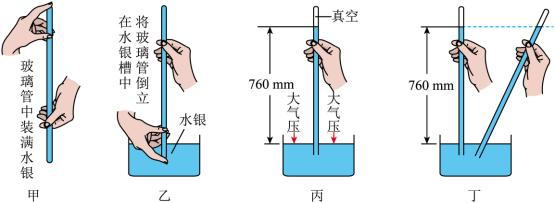 玻璃管中装满水银
甲
将玻璃管倒立
在水银槽中
水银
乙
真空
760 mm
大气压
大气压
丙
760 mm
丁